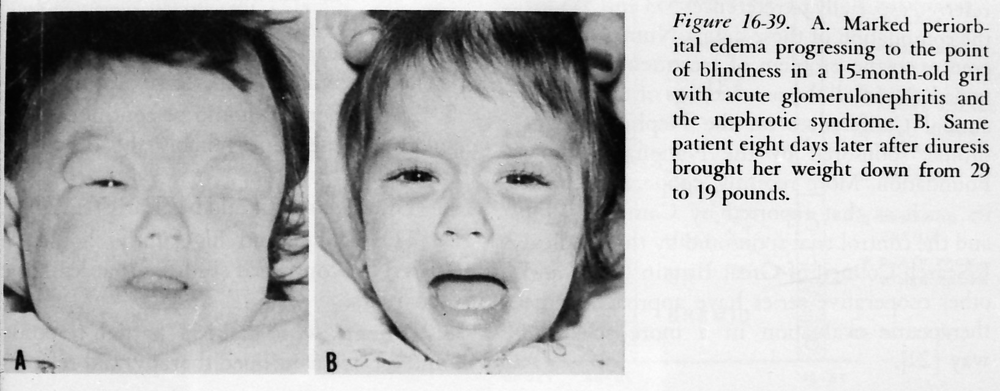 Figure 16-39. A. Marked periorb-
ital edema progressing to the point
of blindness in a 15-month-old girl
with acute glomerulonephritis and
the nephrotic syndrome. B. Same
patient eight days later after diuresis
brought her weight down from 29
to 19 pounds.
A
B